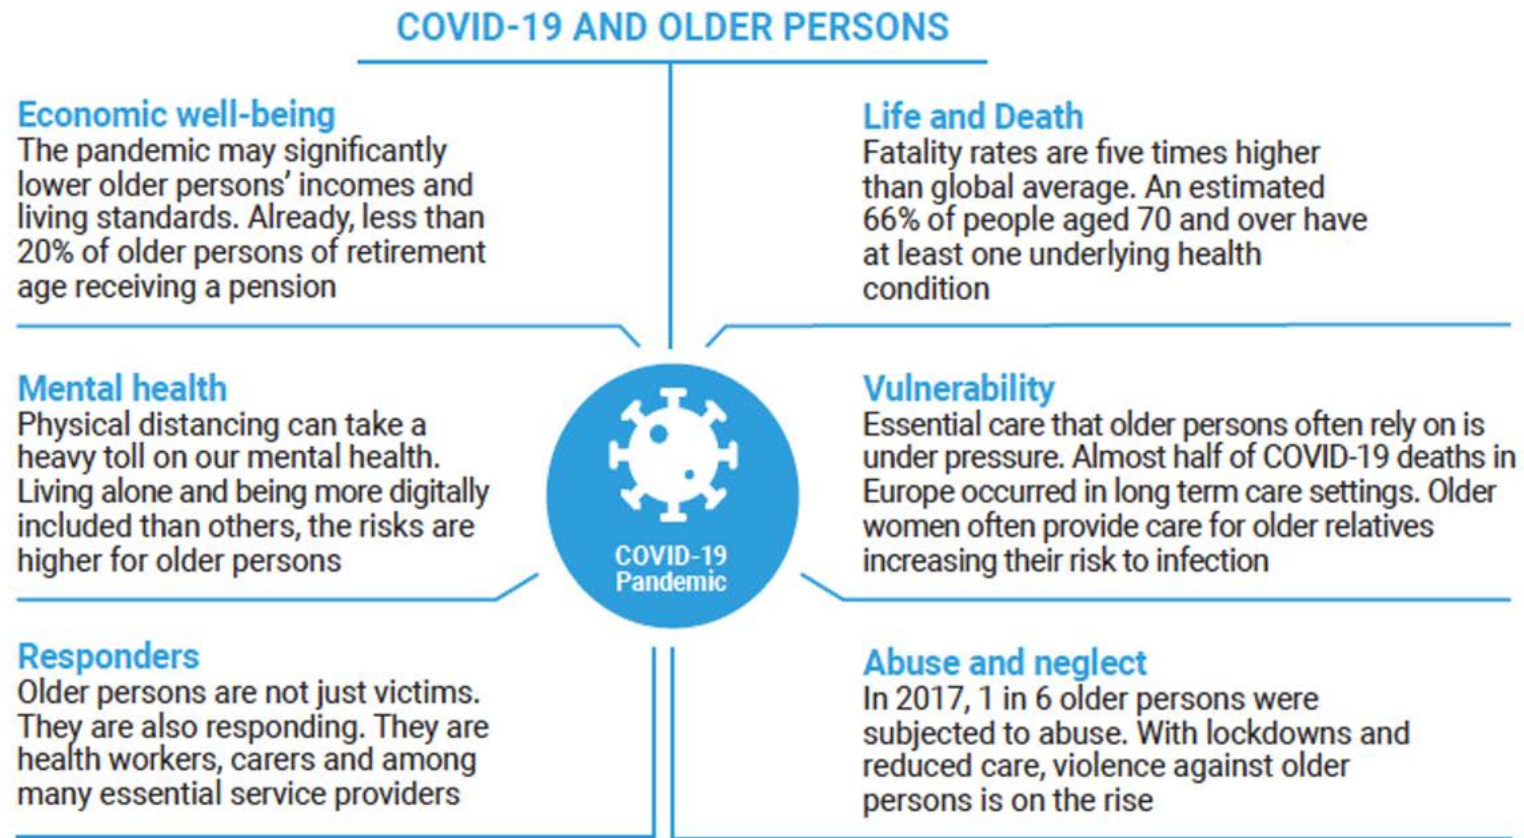 COVID-19 AND OLDER PERSONS
Economic well-being
The pandemic may significantly
lower older persons’ incomes and
living standards. Already, less than
20% of older persons of retirement
age receiving a pension
Life and Death
Fatality rates are five times higher
than global average. An estimated
66% of people aged 70 and over have
at least one underlying health
condition
Mental health
Physical distancing can take a
heavy toll on our mental health.
Living alone and being more digitally
included than others, the risks are
higher for older persons
COVID-19
Pandemic
Vulnerability
Essential care that older persons often rely on is
under pressure. Almost half of COVID-19 deaths in
Europe occurred in long term care settings. Older
women often provide care for older relatives
increasing their risk to infection
Responders
Older persons are not just victims.
They are also responding. They are
health workers, carers and among
many essential service providers
Abuse and neglect
In 2017, 1 in 6 older persons were
subjected to abuse. With lockdowns and
reduced care, violence against older
persons is on the rise